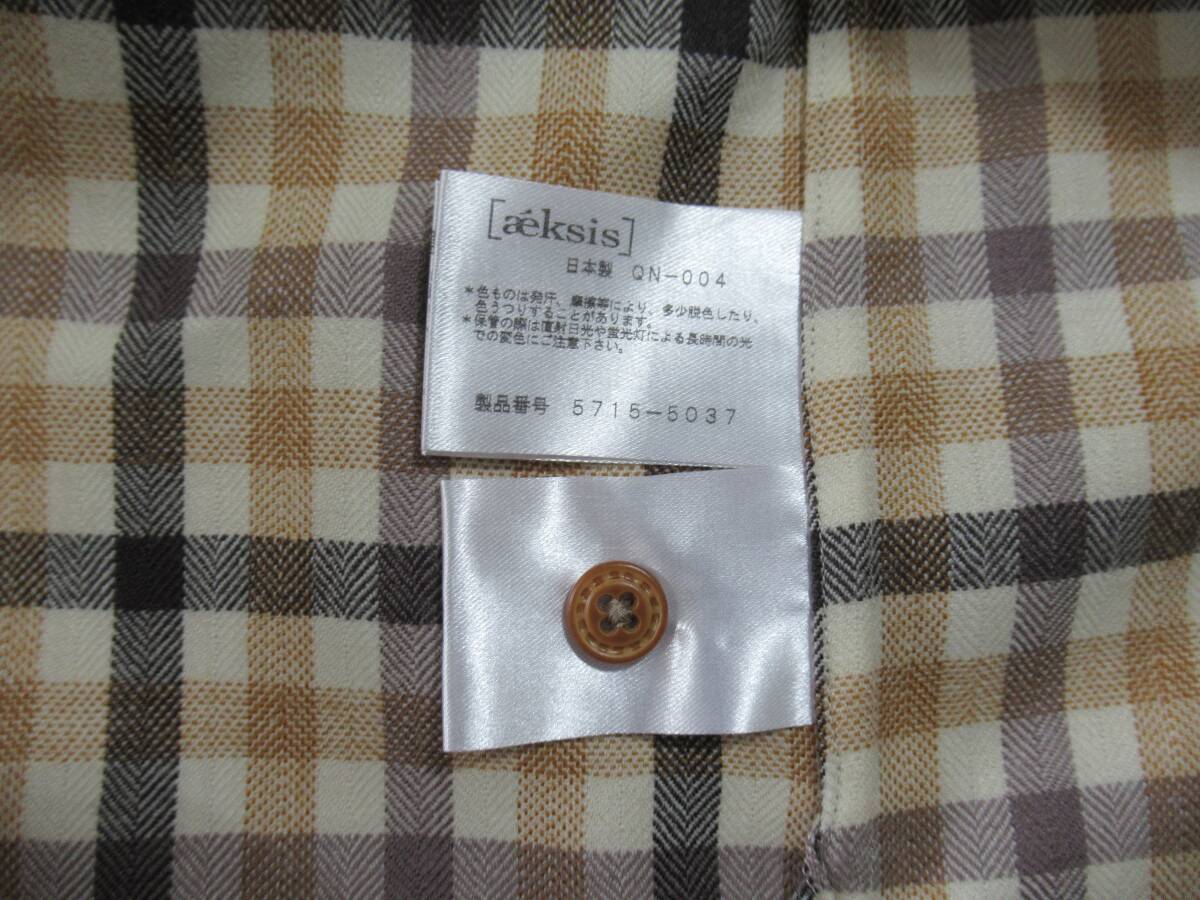 [ǽksis]
日本製 QN-004
*色ものは発汗、摩擦等により、多少脱色したり、
色うつりすることがあります。
*保管の際は直射日光や蛍光灯による長時間の光
での変色にご注意下さい。
製品番号 5715-5037